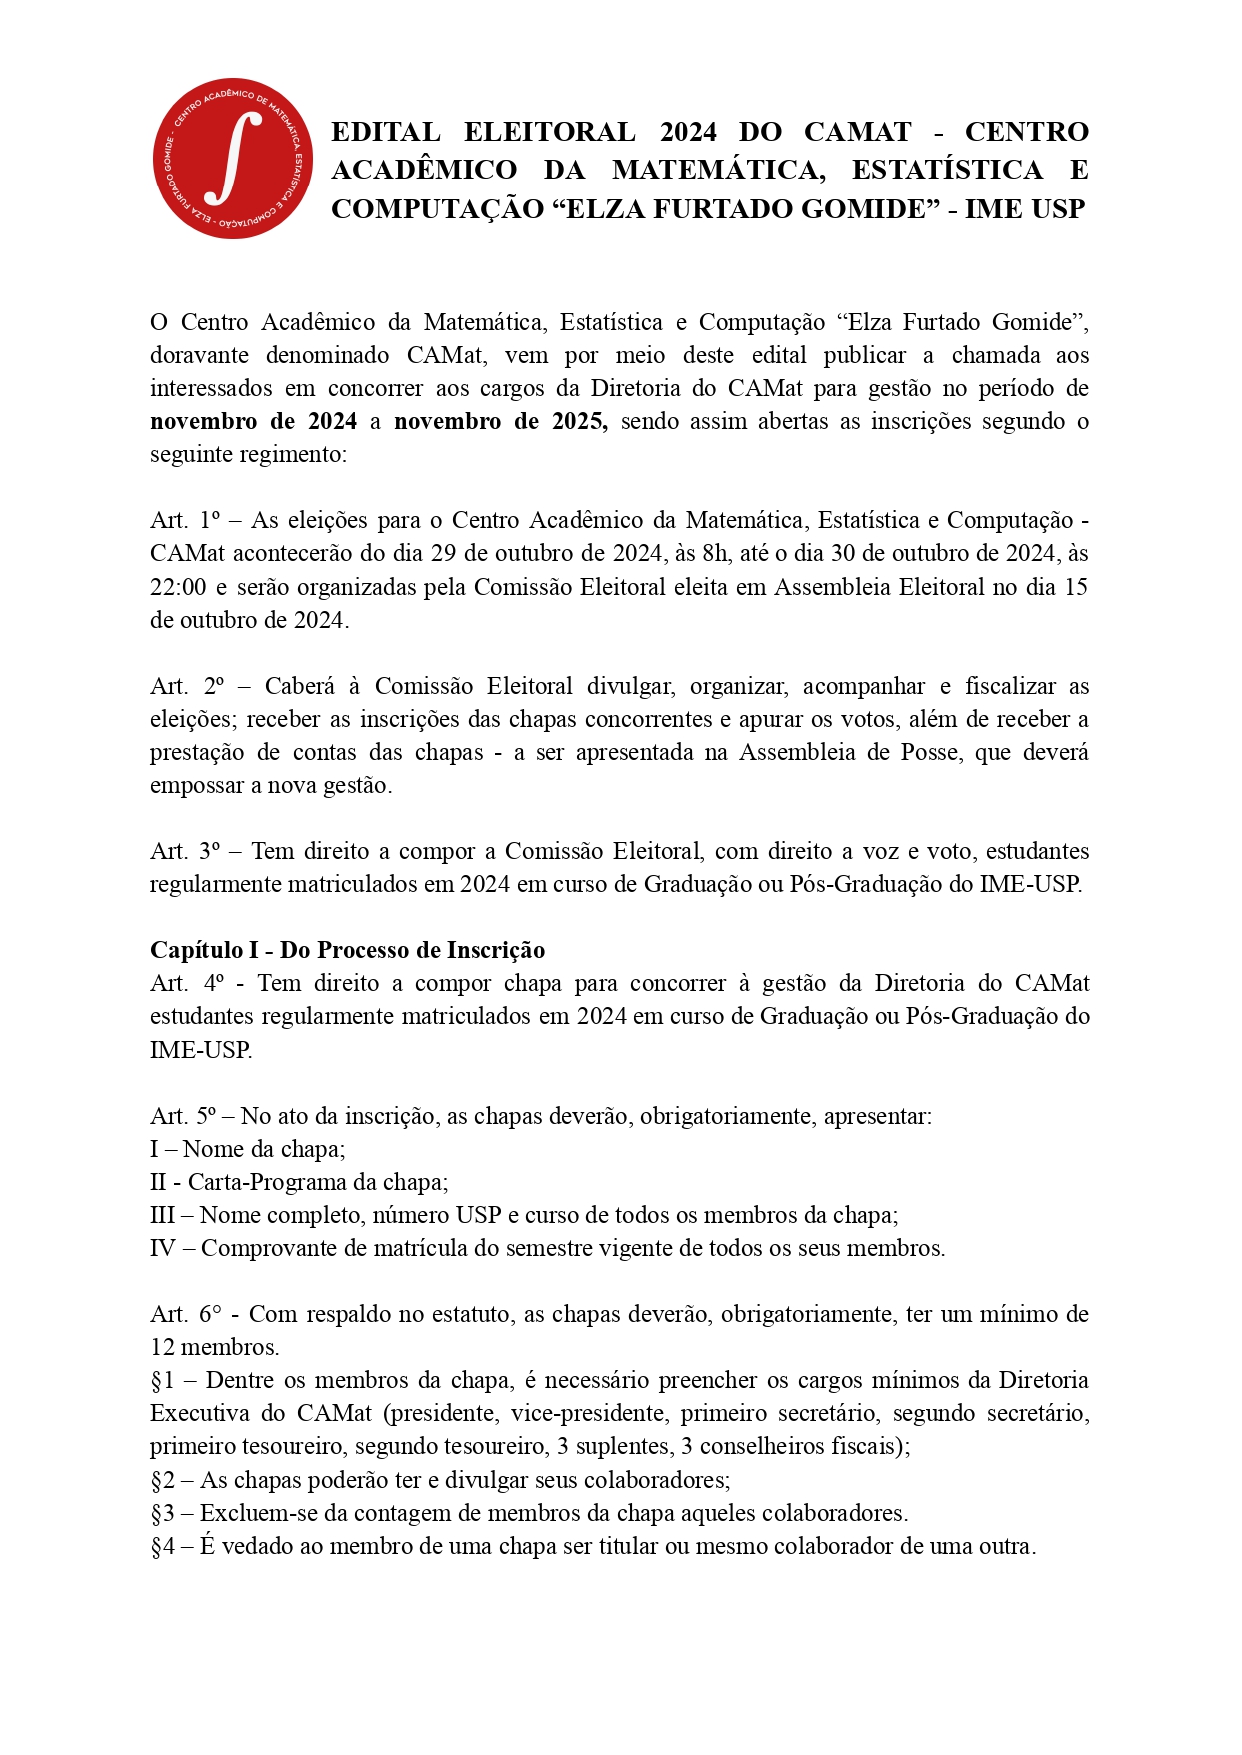 CENTRO ACADÊMICO DE MATEMÁTICA, ESTATÍSTICA E COMPUTAÇÃO - ELZA FURTADO GOMIDE -
EDITAL ELEITORAL 2024 DO CAMAT - CENTRO
ACADÊMICO DA MATEMÁTICA, ESTATÍSTICA E
COMPUTAÇÃO “ELZA FURTADO GOMIDE” - IME USP
O Centro Acadêmico da Matemática, Estatística e Computação “Elza Furtado Gomide”,
doravante denominado CAMat, vem por meio deste edital publicar a chamada aos
interessados em concorrer aos cargos da Diretoria do CAMat para gestão no período de
novembro de 2024 a novembro de 2025, sendo assim abertas as inscrições segundo o
seguinte regimento:
Art. 1º – As eleições para o Centro Acadêmico da Matemática, Estatística e Computação -
CAMat acontecerão do dia 29 de outubro de 2024, às 8h, até o dia 30 de outubro de 2024, às
22:00 e serão organizadas pela Comissão Eleitoral eleita em Assembleia Eleitoral no dia 15
de outubro de 2024.
Art. 2º – Caberá à Comissão Eleitoral divulgar, organizar, acompanhar e fiscalizar as
eleições; receber as inscrições das chapas concorrentes e apurar os votos, além de receber a
prestação de contas das chapas - a ser apresentada na Assembleia de Posse, que deverá
empossar a nova gestão.
Art. 3º – Tem direito a compor a Comissão Eleitoral, com direito a voz e voto, estudantes
regularmente matriculados em 2024 em curso de Graduação ou Pós-Graduação do IME-USP.
Capítulo I - Do Processo de Inscrição
Art. 4º - Tem direito a compor chapa para concorrer à gestão da Diretoria do CAMat
estudantes regularmente matriculados em 2024 em curso de Graduação ou Pós-Graduação do
IME-USP.
Art. 5º – No ato da inscrição, as chapas deverão, obrigatoriamente, apresentar:
I – Nome da chapa;
II - Carta-Programa da chapa;
III – Nome completo, número USP e curso de todos os membros da chapa;
IV – Comprovante de matrícula do semestre vigente de todos os seus membros.
Art. 6° - Com respaldo no estatuto, as chapas deverão, obrigatoriamente, ter um mínimo de
12 membros.
§1 – Dentre os membros da chapa, é necessário preencher os cargos mínimos da Diretoria
Executiva do CAMat (presidente, vice-presidente, primeiro secretário, segundo secretário,
primeiro tesoureiro, segundo tesoureiro, 3 suplentes, 3 conselheiros fiscais);
§2 – As chapas poderão ter e divulgar seus colaboradores;
§3 – Excluem-se da contagem de membros da chapa aqueles colaboradores.
§4 – É vedado ao membro de uma chapa ser titular ou mesmo colaborador de uma outra.